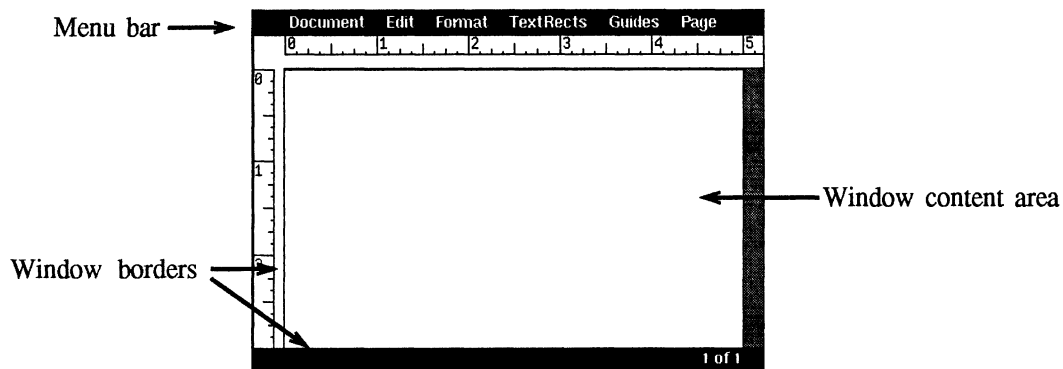 Menu bar
Document Edit Format TextRects Guides Page
0 1 2 3 4 5
0
1
Window content area
Window borders
2
1 of 1